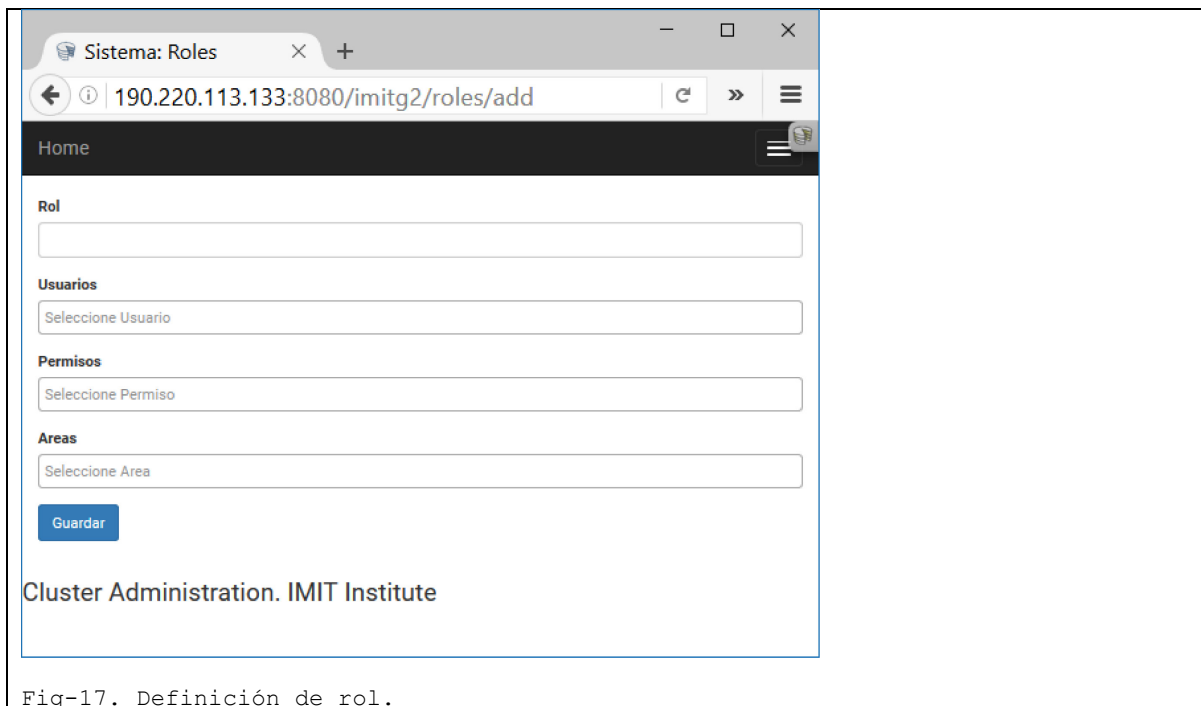 Sistema: Roles
190.220.113.133:8080/imitg2/roles/add
Home
Rol
Usuarios
Seleccione Usuario
Permisos
Seleccione Permiso
Areas
Seleccione Area
Guardar
Cluster Administration. IMIT Institute
Fig-17. Definición de rol.